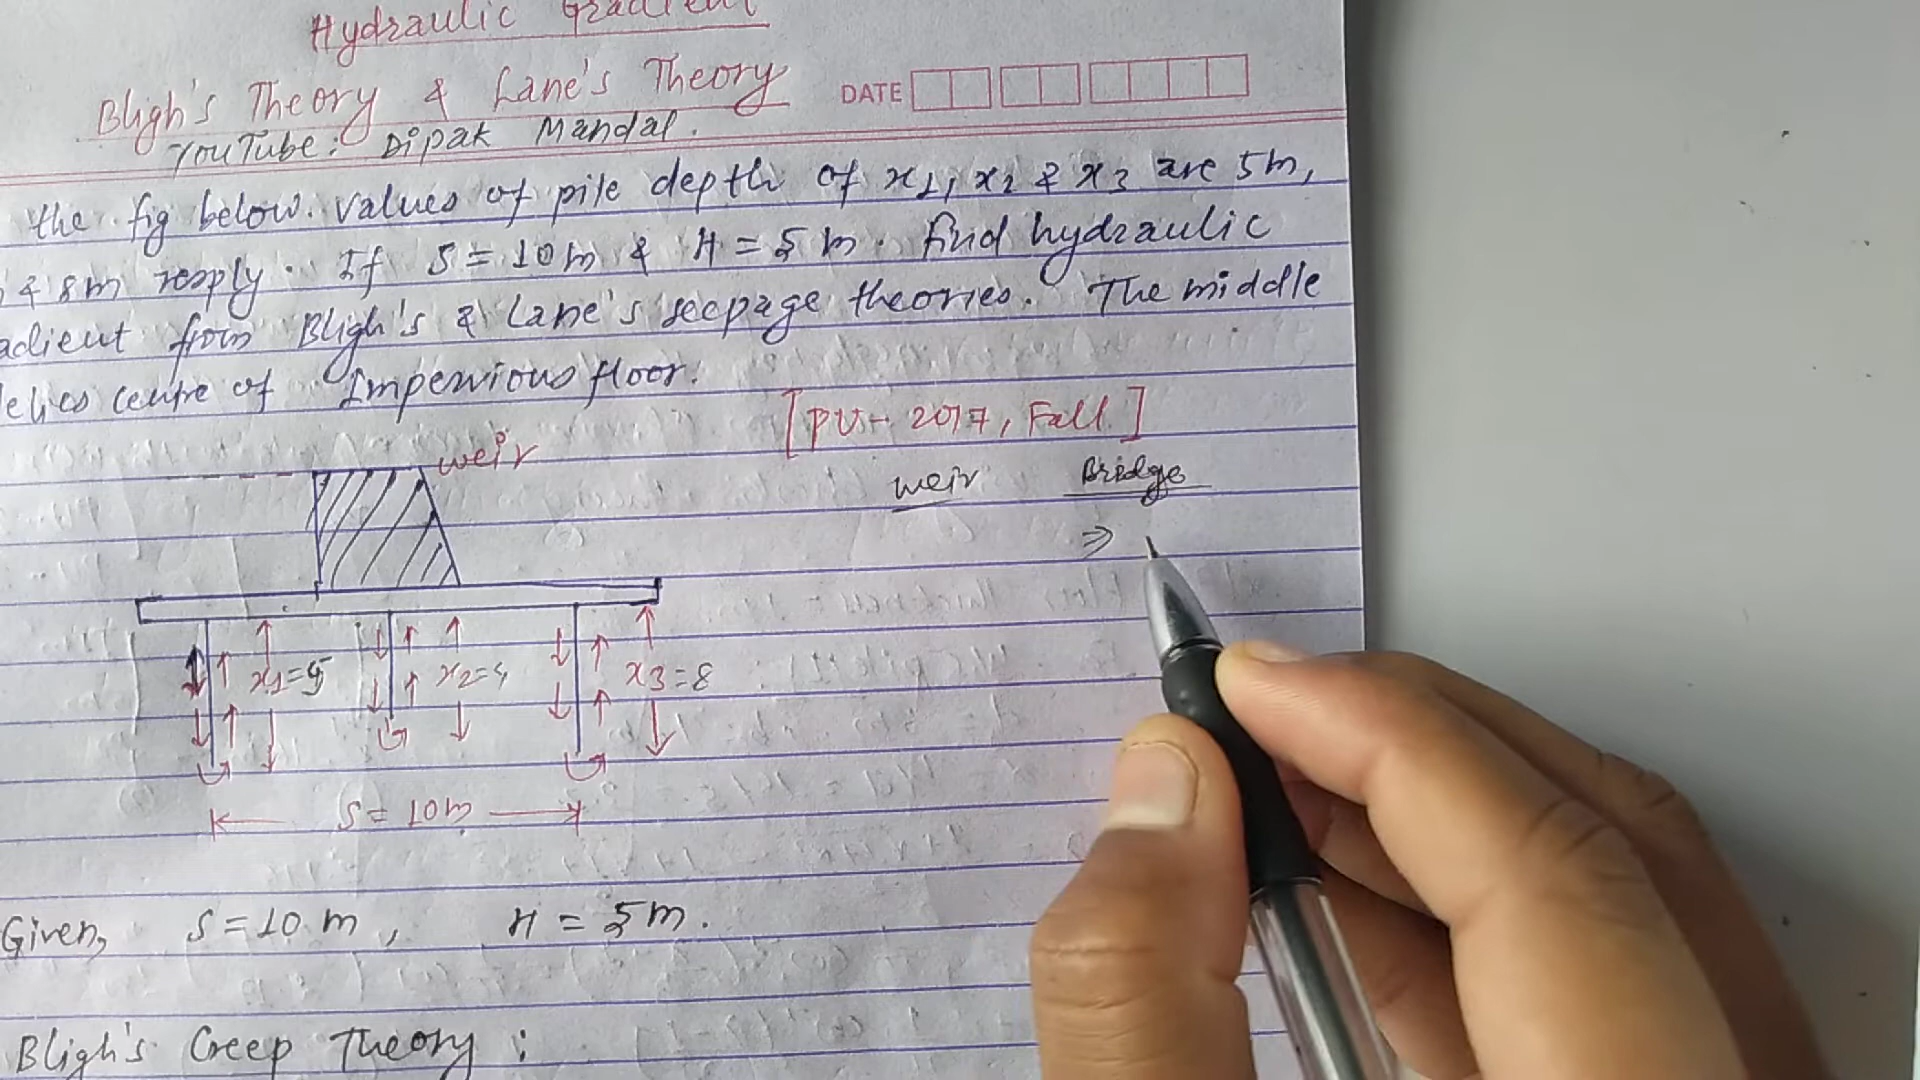 Hydraulic Gradient
Bligh's Theory & Lane's Theory
DATE
YouTube: Dipak Mandal.
the fig below. values of pile depth of x1, x2 & x3 are 5m,
& 8m resply. If S = 10m & H = 5 m. find hydraulic
adient from Bligh's & Lane's seepage theories. The middle
centre of Impervious floor.
[PU- 2017, Fall]
weir
weir Bridge
⇒
x1=5 x2=4 x3=8
S= 10m
Given, S=10 m, H = 5m.
Bligh's Creep Theory :